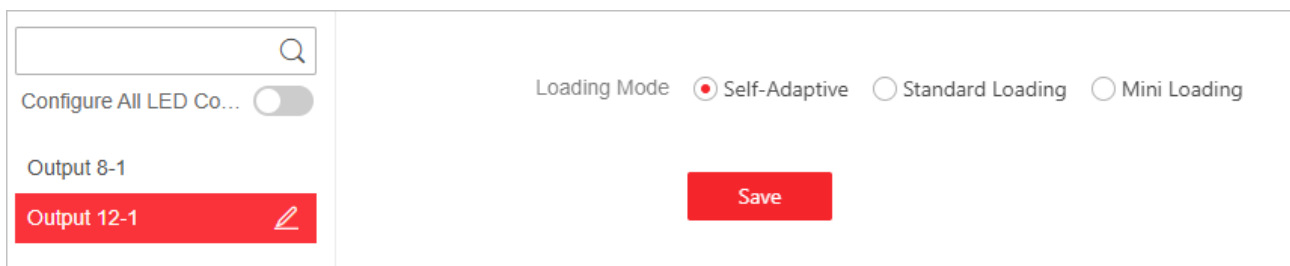 Configure All LED Co...
Output 8-1
Output 12-1
Loading Mode Self-Adaptive Standard Loading Mini Loading
Save